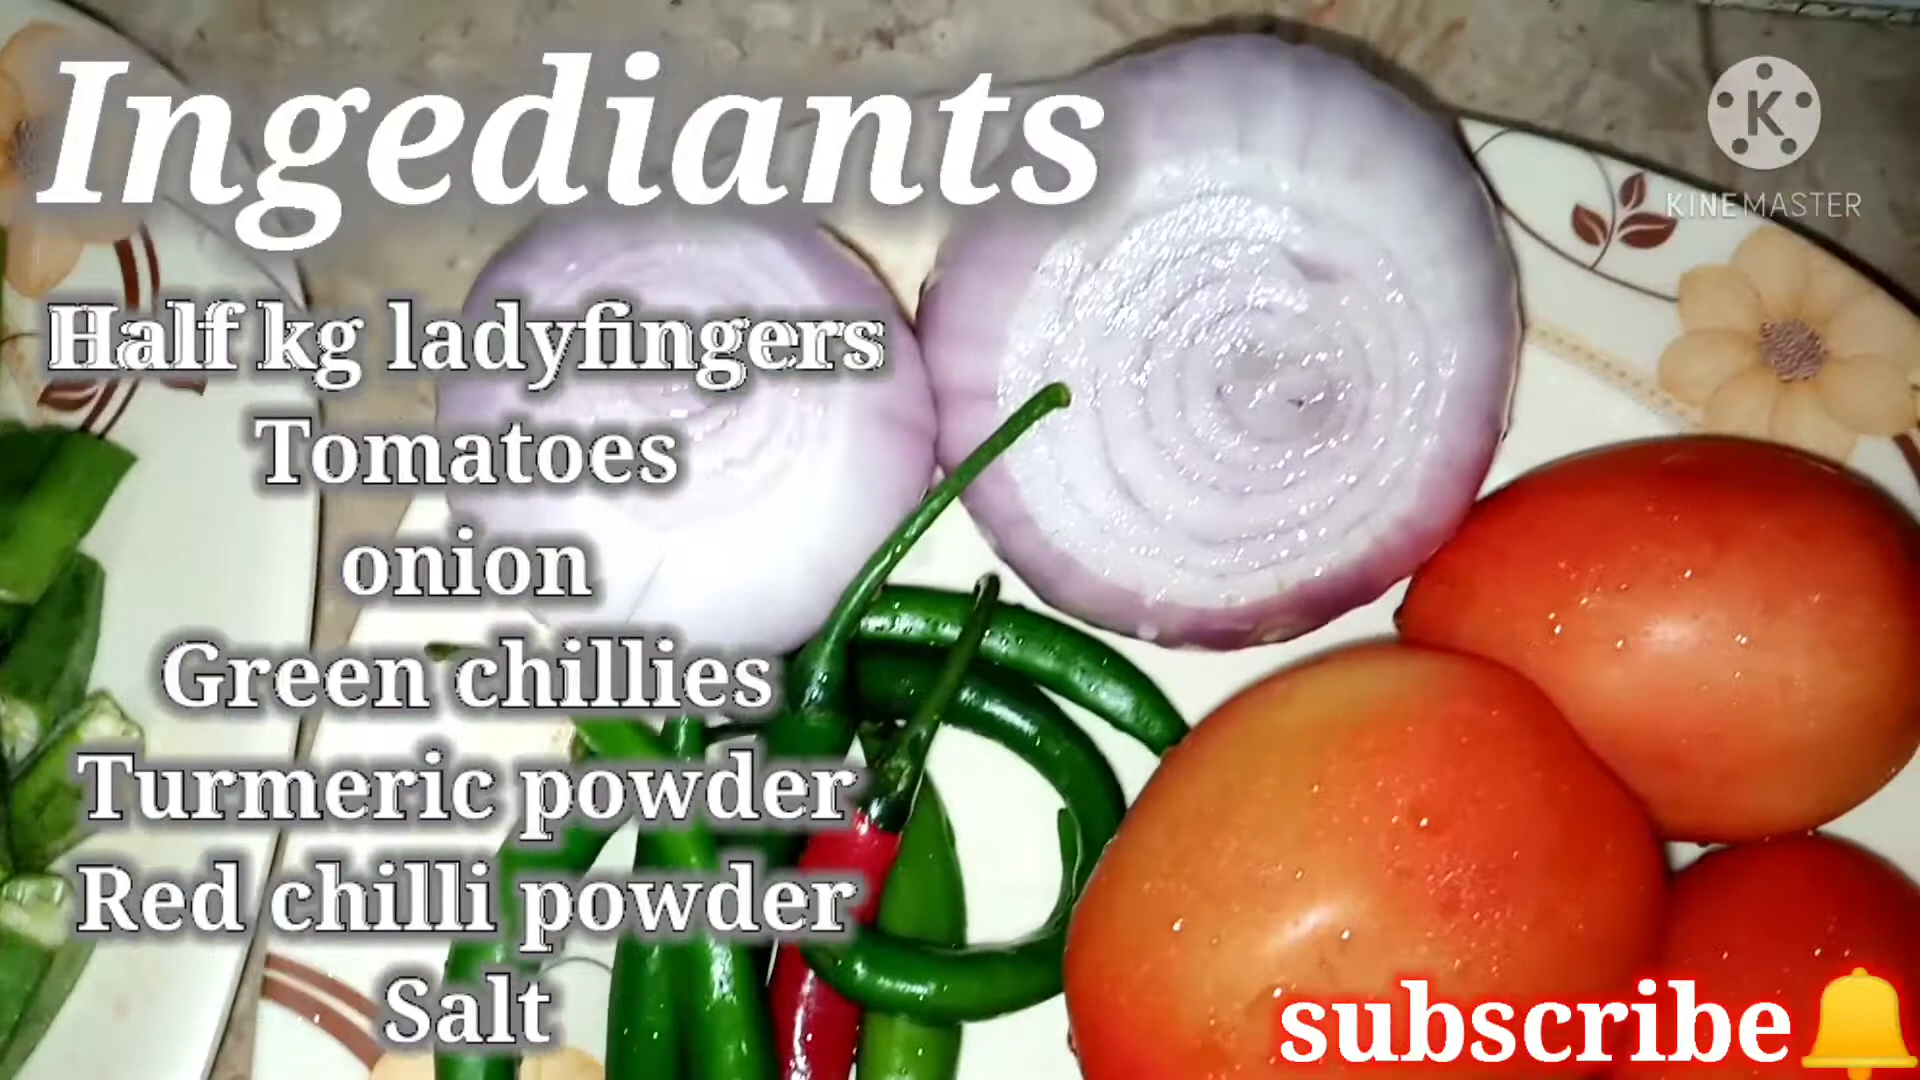 Ingediants
K
KINEMASTER
Half kg ladyfingers
Tomatoes
onion
Green chillies
Turmeric powder
Red chilli powder
Salt
subscribe